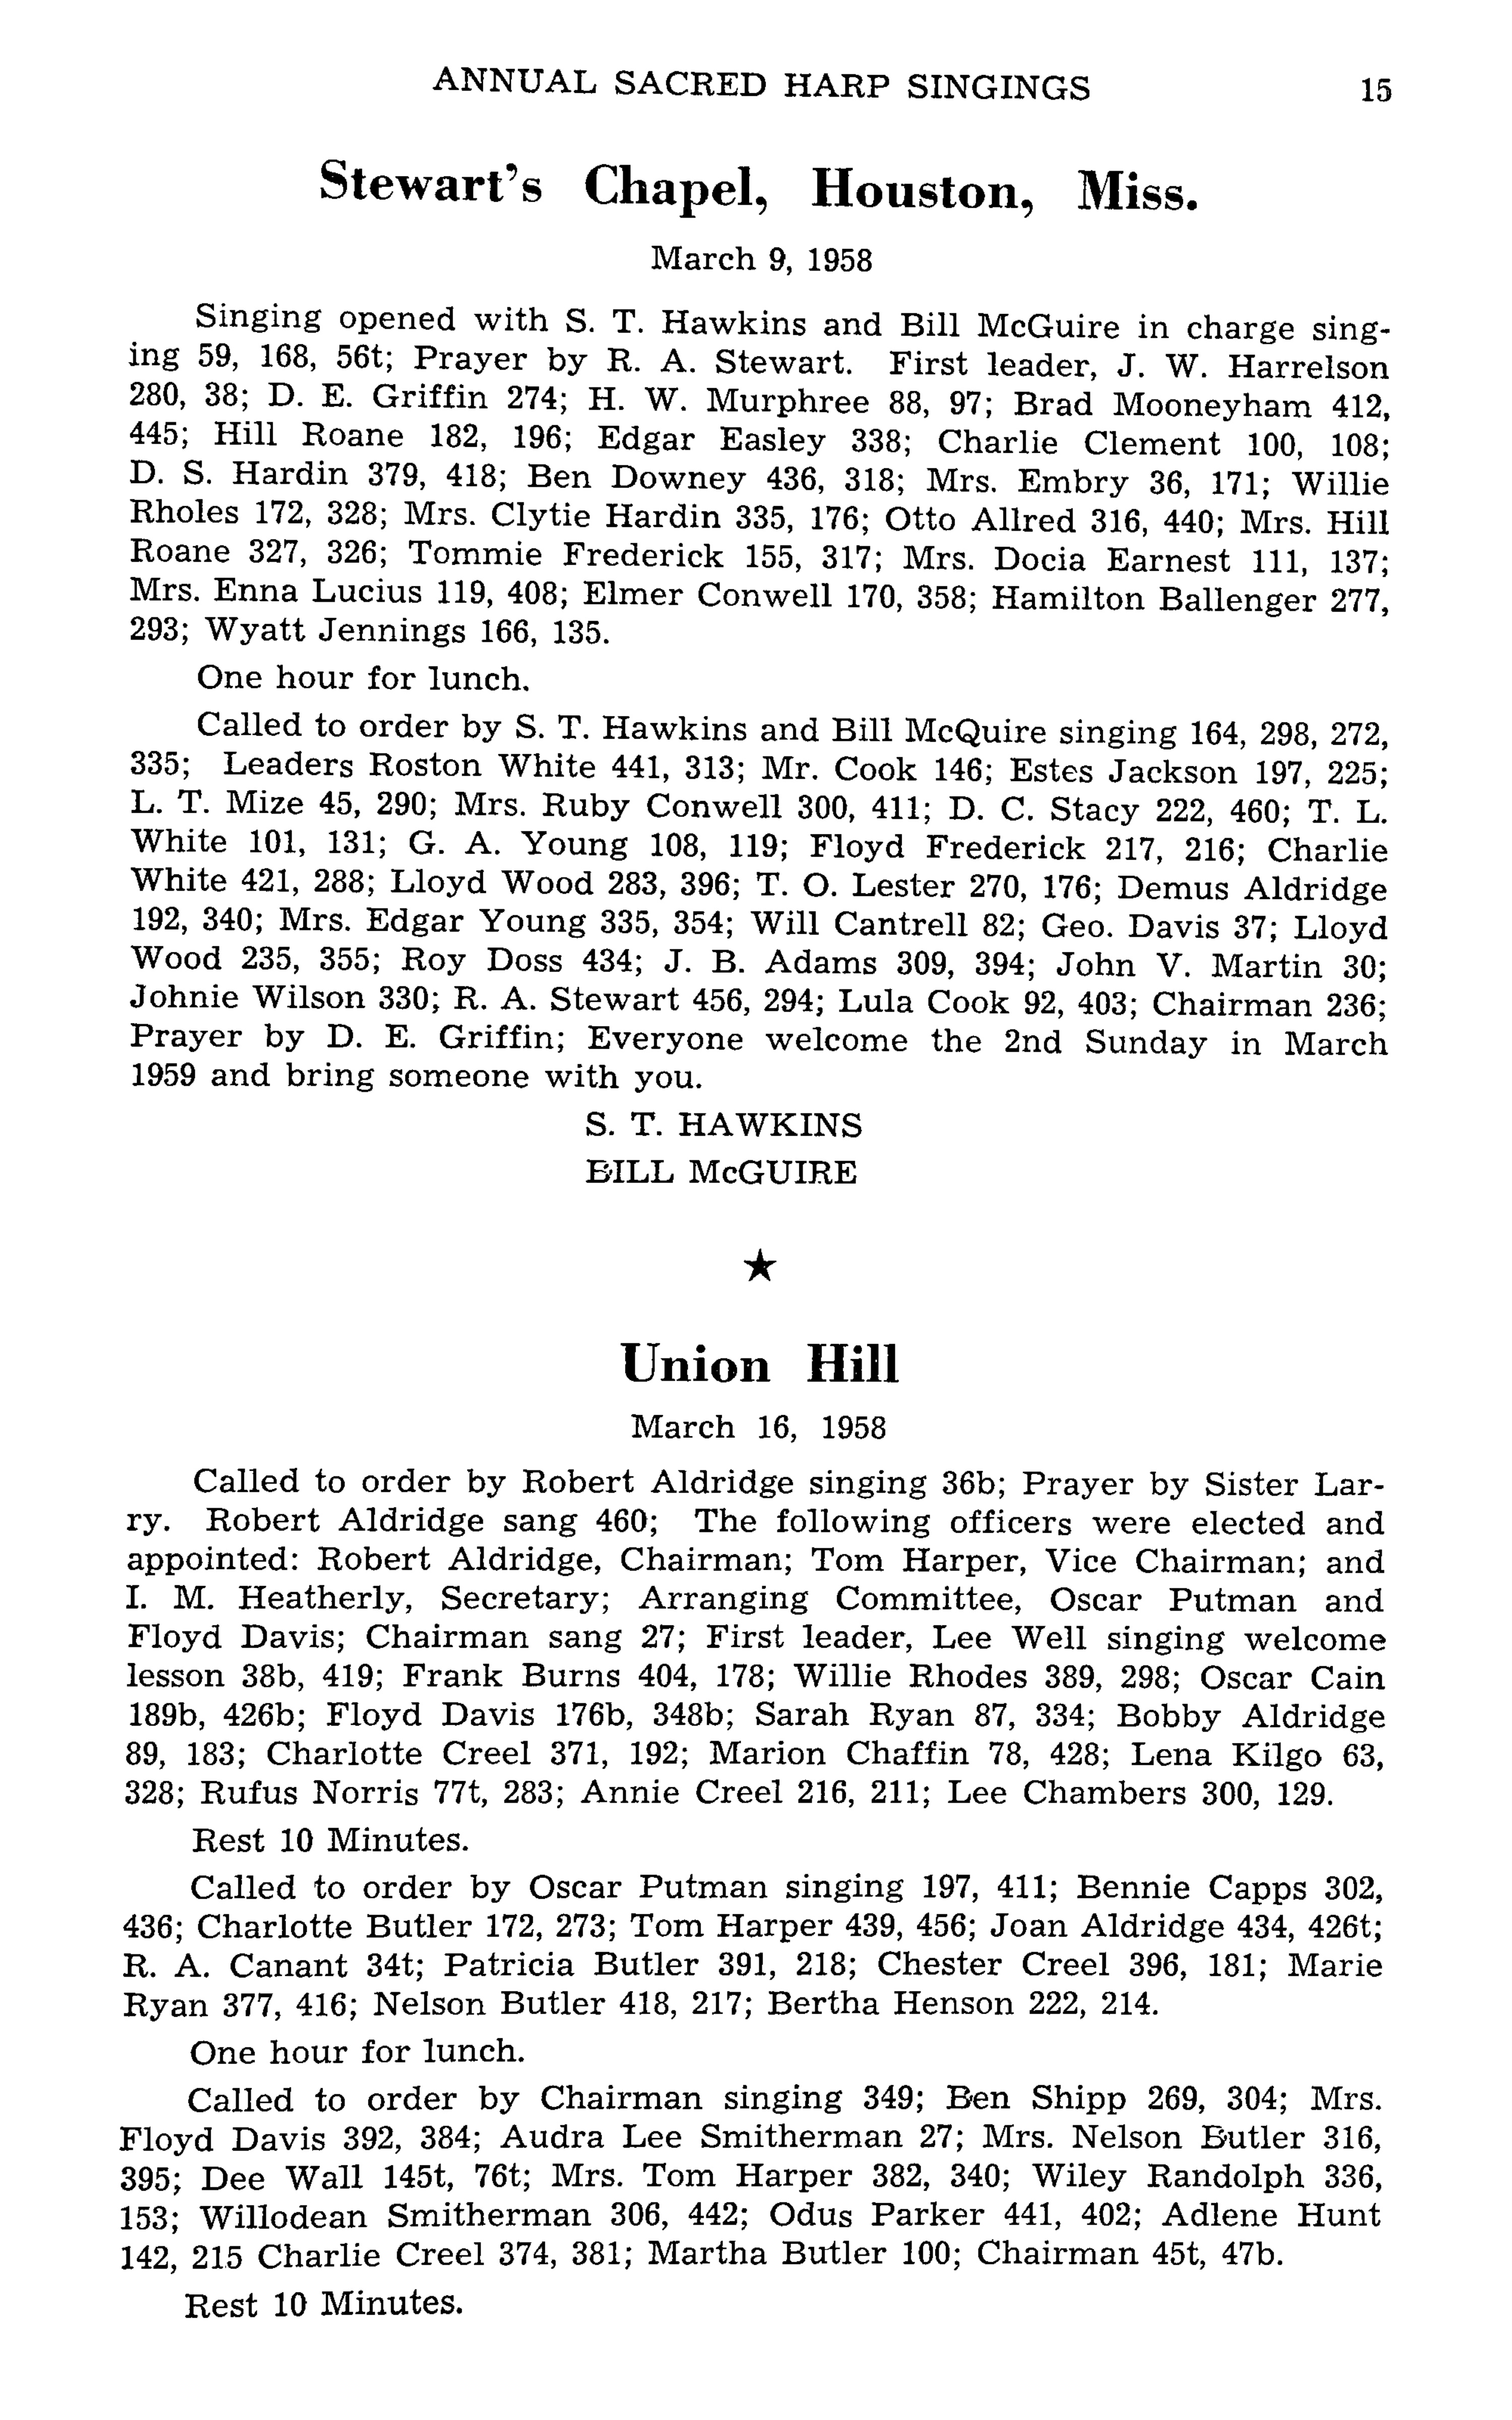 ANNUAL SACRED HARP SINGINGS 15
Stewart's Chapel, Houston, Miss.
March 9, 1958
Singing opened with S. T. Hawkins and Bill McGuire in charge sing-
ing 59, 168, 56t; Prayer by R. A. Stewart. First leader, J. W. Harrelson
280, 38; D. E. Griffin 274; H. W. Murphree 88, 97; Brad Mooneyham 412,
445; Hill Roane 182, 196; Edgar Easley 338; Charlie Clement 100, 108;
D. S. Hardin 379, 418; Ben Downey 436, 318; Mrs. Embry 36, 171; Willie
Rholes 172, 328; Mrs. Clytie Hardin 335, 176; Otto Allred 316, 440; Mrs. Hill
Roane 327, 326; Tommie Frederick 155, 317; Mrs. Docia Earnest 111, 137;
Mrs. Enna Lucius 119, 408; Elmer Conwell 170, 358; Hamilton Ballenger 277,
293; Wyatt Jennings 166, 135.
One hour for lunch.
Called to order by S. T. Hawkins and Bill McQuire singing 164, 298, 272,
335; Leaders Roston White 441, 313; Mr. Cook 146; Estes Jackson 197, 225;
L. T. Mize 45, 290; Mrs. Ruby Conwell 300, 411; D. C. Stacy 222, 460; T. L.
White 101, 131; G. A. Young 108, 119; Floyd Frederick 217, 216; Charlie
White 421, 288; Lloyd Wood 283, 396; T. O. Lester 270, 176; Demus Aldridge
192, 340; Mrs. Edgar Young 335, 354; Will Cantrell 82; Geo. Davis 37; Lloyd
Wood 235, 355; Roy Doss 434; J. B. Adams 309, 394; John V. Martin 30;
Johnie Wilson 330; R. A. Stewart 456, 294; Lula Cook 92, 403; Chairman 236;
Prayer by D. E. Griffin; Everyone welcome the 2nd Sunday in March
1959 and bring someone with you.
S. T. HAWKINS
BILL McGUIRE
★
Union Hill
March 16, 1958
Called to order by Robert Aldridge singing 36b; Prayer by Sister Lar-
ry. Robert Aldridge sang 460; The following officers were elected and
appointed: Robert Aldridge, Chairman; Tom Harper, Vice Chairman; and
I. M. Heatherly, Secretary; Arranging Committee, Oscar Putman and
Floyd Davis; Chairman sang 27; First leader, Lee Well singing welcome
lesson 38b, 419; Frank Burns 404, 178; Willie Rhodes 389, 298; Oscar Cain
189b, 426b; Floyd Davis 176b, 348b; Sarah Ryan 87, 334; Bobby Aldridge
89, 183; Charlotte Creel 371, 192; Marion Chaffin 78, 428; Lena Kilgo 63,
328; Rufus Norris 77t, 283; Annie Creel 216, 211; Lee Chambers 300, 129.
Rest 10 Minutes.
Called to order by Oscar Putman singing 197, 411; Bennie Capps 302,
436; Charlotte Butler 172, 273; Tom Harper 439, 456; Joan Aldridge 434, 426t;
R. A. Canant 34t; Patricia Butler 391, 218; Chester Creel 396, 181; Marie
Ryan 377, 416; Nelson Butler 418, 217; Bertha Henson 222, 214.
One hour for lunch.
Called to order by Chairman singing 349; Ben Shipp 269, 304; Mrs.
Floyd Davis 392, 384; Audra Lee Smitherman 27; Mrs. Nelson Butler 316,
395; Dee Wall 145t, 76t; Mrs. Tom Harper 382, 340; Wiley Randolph 336,
153; Willodean Smitherman 306, 442; Odus Parker 441, 402; Adlene Hunt
142, 215 Charlie Creel 374, 381; Martha Butler 100; Chairman 45t, 47b.
Rest 10 Minutes.